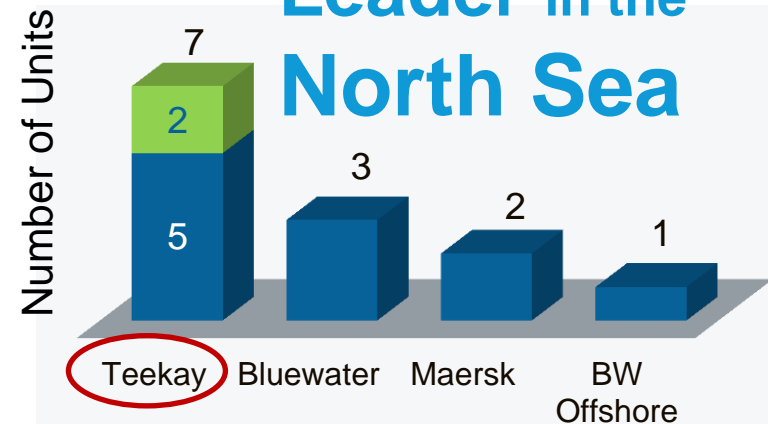 Leader in the
North Sea
Number of Units
7
2
5
3
2
1
Teekay
Bluewater
Maersk
BW
Offshore